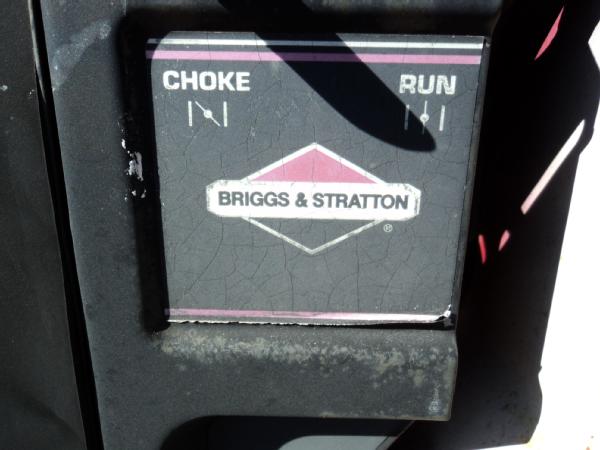 CHOKE RUN
BRIGGS & STRATTON
®